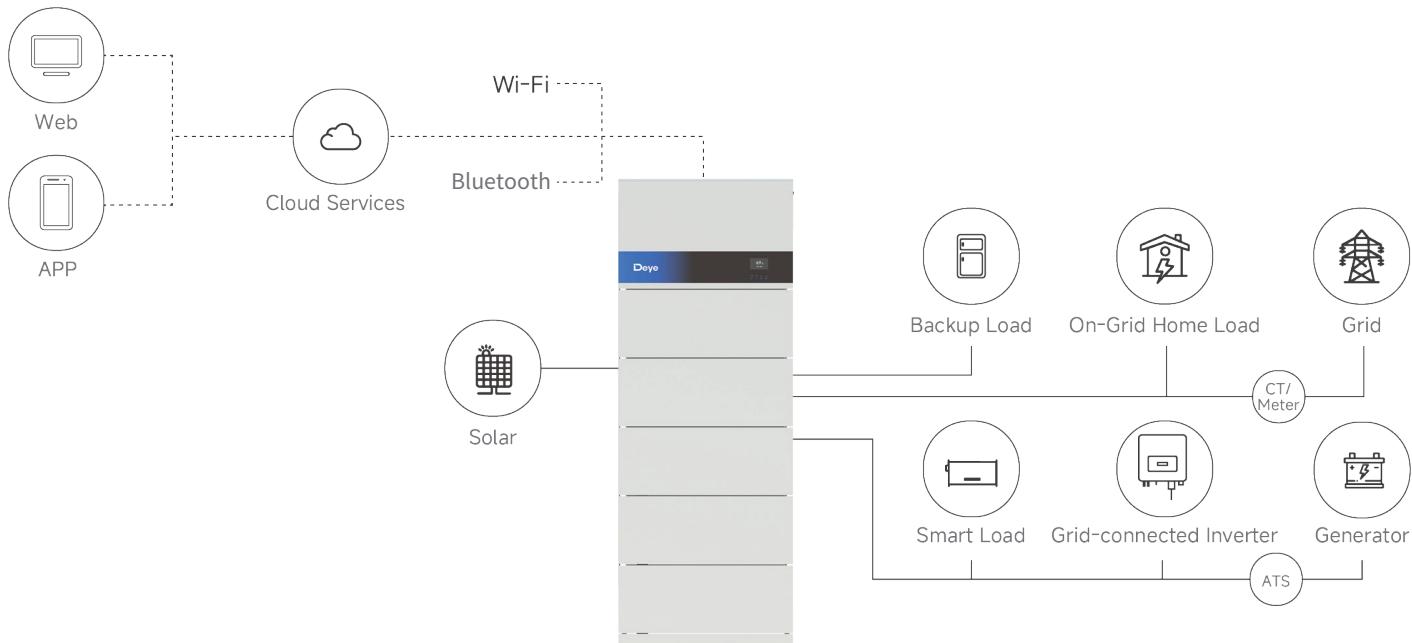 Web
APP
Cloud Services
Wi-Fi
Bluetooth
Deye
Solar
Backup Load
On-Grid Home Load
Grid
CT/
Meter
Smart Load
Grid-connected Inverter
Generator
ATS